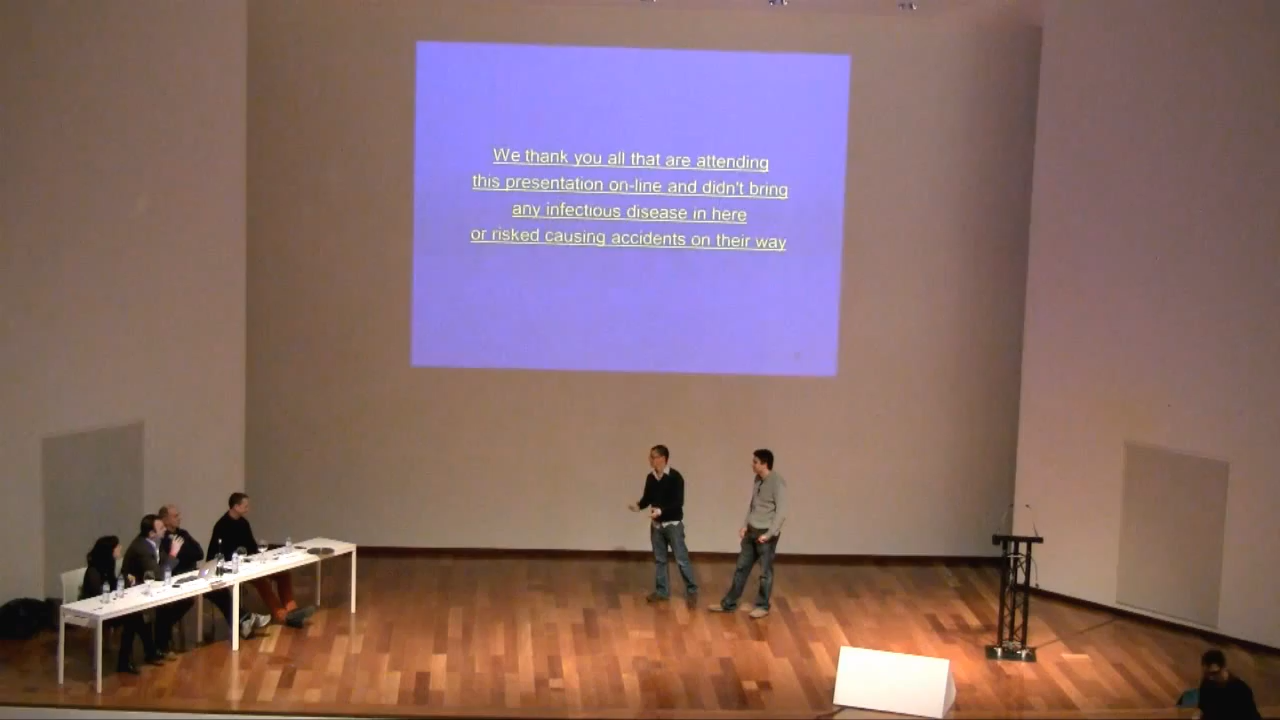 We thank you all that are attending
this presentation on-line and didn't bring
any infectious disease in here
or risked causing accidents on their way